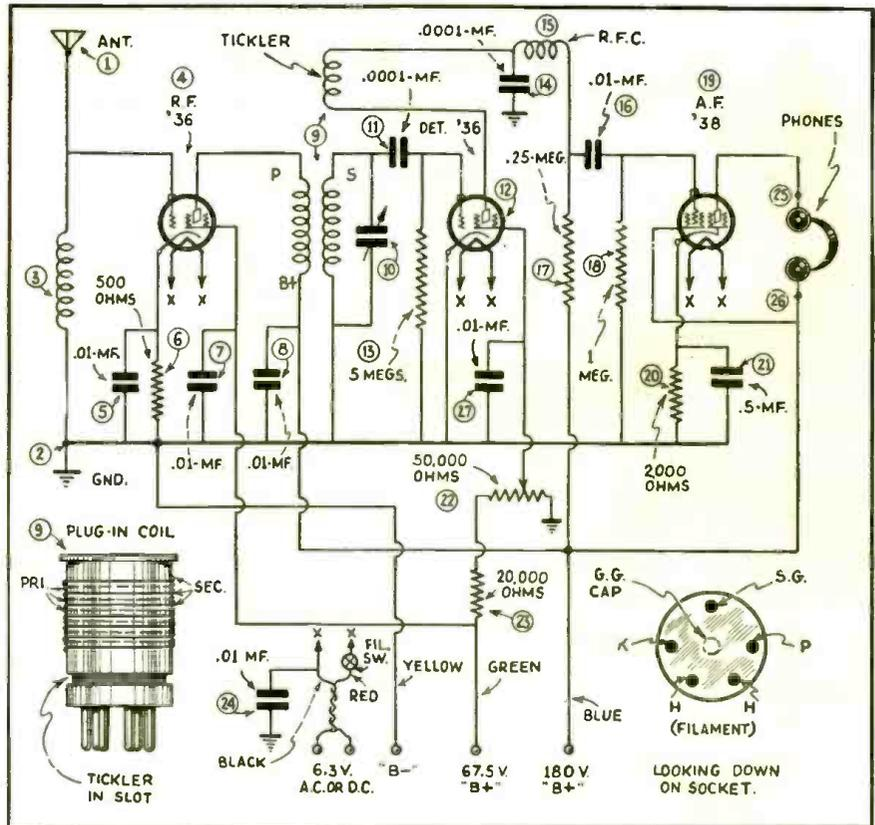 ANT.
1
TICKLER
.0001-MF.
15
R.F.C.
14
4
R.F.
'36
.0001-MF.
11
9
DET. '36
.01-MF.
16
19
A.F.
'38
PHONES
P
S
12
.25-MEG.
25
3
10
17
18
26
B+
X X
X X
X X
500
OHMS
6
7
8
13
.01-MF.
1
MEG.
20
21
.01-MF.
5
5 MEGS.
27
.5-MF.
2
GND.
.01-MF.
.01-MF.
50,000
OHMS
22
2,000
OHMS
9 PLUG-IN COIL
PRI.
SEC.
20,000
OHMS
23
G.G.
CAP
S.G.
K
P
H
H
(FILAMENT)
X X
FIL.
SW.
.01 MF.
24
RED
YELLOW
GREEN
BLUE
BLACK
TICKLER
IN SLOT
6.3 V.
A.C. OR D.C.
"B-"
67.5 V.
"B+"
180 V.
"B+"
LOOKING DOWN
ON SOCKET.